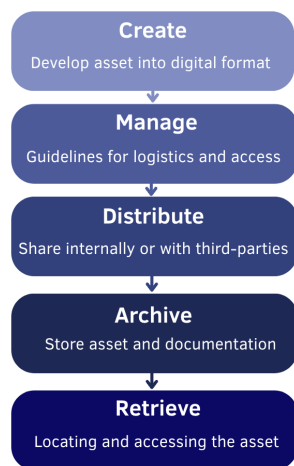 Create
Develop asset into digital format
Manage
Guidelines for logistics and access
Distribute
Share internally or with third-parties
Archive
Store asset and documentation
Retrieve
Locating and accessing the asset